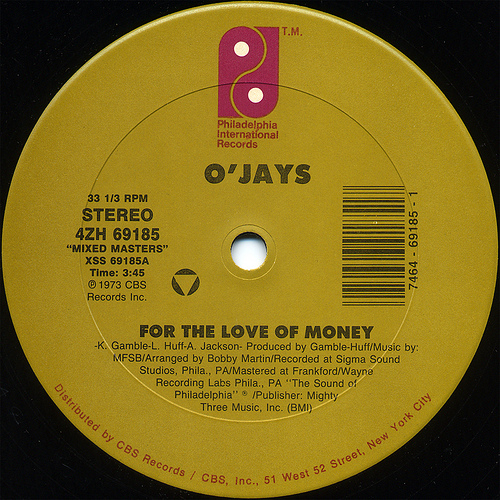 T.M.
Philadelphia
International
Records
O'JAYS
33 1/3 RPM
STEREO
4ZH 69185
"MIXED MASTERS"
XSS 69185A
Time: 3:45
℗ 1973 CBS
Records Inc.
7464 - 69185 - 1
FOR THE LOVE OF MONEY
-K. Gamble-L. Huff-A. Jackson- Produced by Gamble-Huff/Music by:
MFSB/Arranged by Bobby Martin/Recorded at Sigma Sound
Studios, Phila., PA/Mastered at Frankford/Wayne
Recording Labs Phila., PA "The Sound of
Philadelphia" ® /Publisher: Mighty
Three Music, Inc. (BMI)
Distributed by CBS Records / CBS, Inc., 51 West 52 Street, New York City